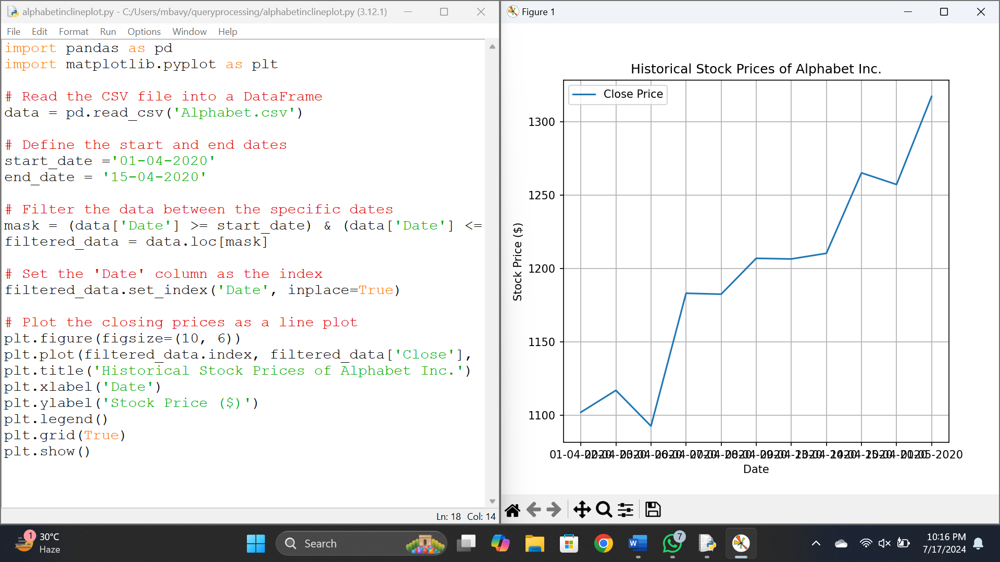 alphabetinclineplot.py - C:/Users/mbavy/queryprocessing/alphabetinclineplot.py (3.12.1)
File Edit Format Run Options Window Help
import pandas as pd
import matplotlib.pyplot as plt
# Read the CSV file into a DataFrame
data = pd.read_csv('Alphabet.csv')
# Define the start and end dates
start_date ='01-04-2020'
end_date = '15-04-2020'
# Filter the data between the specific dates
mask = (data['Date'] >= start_date) & (data['Date'] <=
filtered_data = data.loc[mask]
# Set the 'Date' column as the index
filtered_data.set_index('Date', inplace=True)
# Plot the closing prices as a line plot
plt.figure(figsize=(10, 6))
plt.plot(filtered_data.index, filtered_data['Close'],
plt.title('Historical Stock Prices of Alphabet Inc.')
plt.xlabel('Date')
plt.ylabel('Stock Price ($)')
plt.legend()
plt.grid(True)
plt.show()
Ln: 18 Col: 14
Figure 1
Historical Stock Prices of Alphabet Inc.
Close Price
1300
1250
1200
1150
1100
Stock Price ($)
Date
1
30°C
Haze
Search
7
10:16 PM
7/17/2024